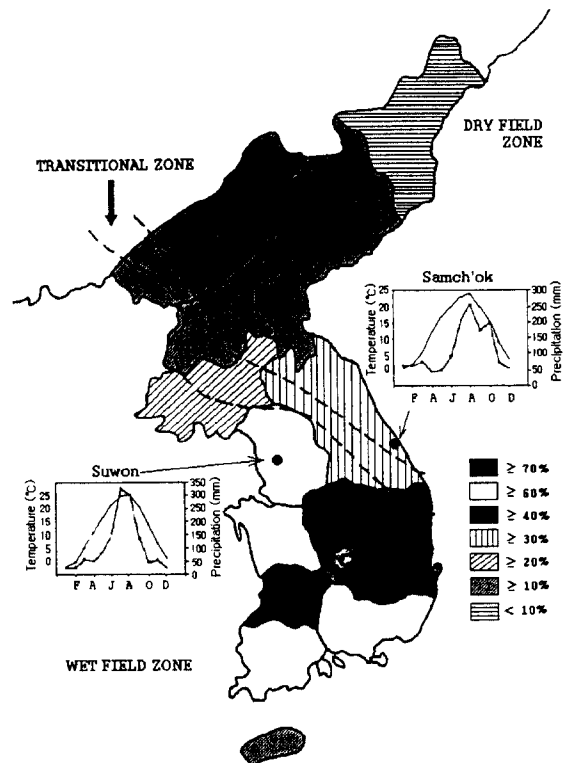 DRY FIELD
ZONE
TRANSITIONAL ZONE
Samch'ok
Temperature (℃)
25
20
15
10
5
0
300
250
200
150
100
50
0
Precipitation (mm)
F A J A O D
Suwon
Temperature (℃)
25
20
15
10
5
0
350
300
250
200
150
100
50
0
Precipitation (mm)
F A J A O D
≥ 70%
≥ 60%
≥ 40%
≥ 30%
≥ 20%
≥ 10%
< 10%
WET FIELD ZONE